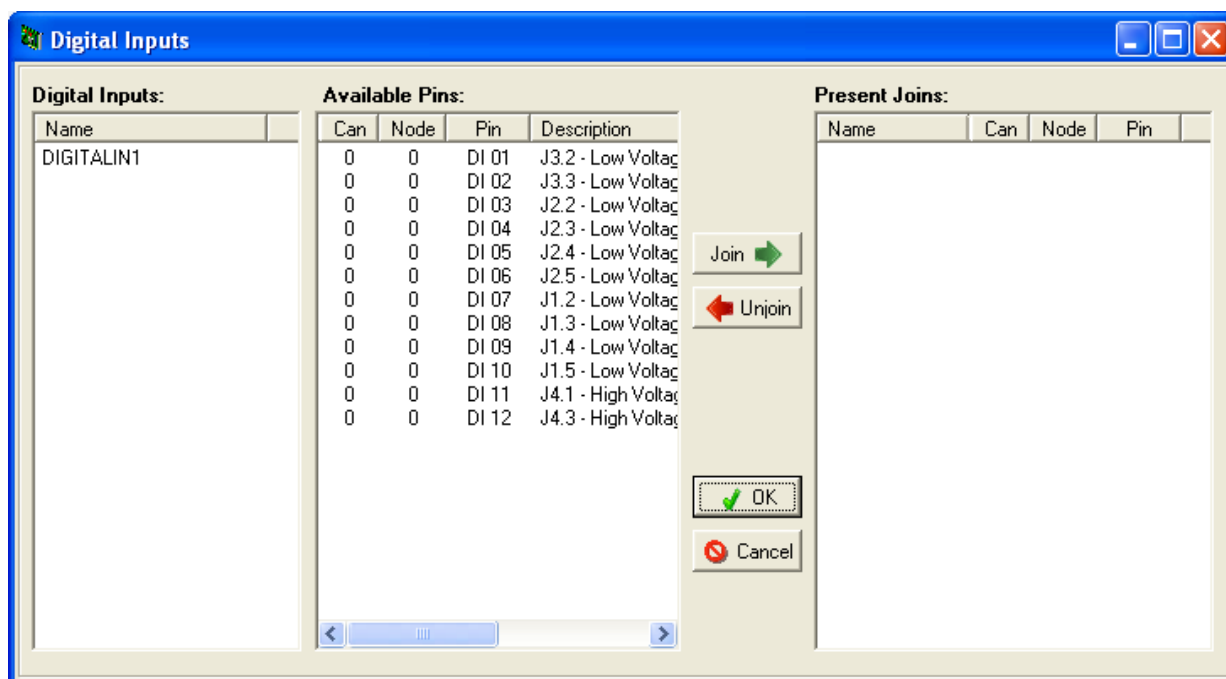 Digital Inputs
Digital Inputs:
Name
DIGITALIN1
Available Pins:
Can Node Pin Description
0 0 DI 01 J3.2 - Low Voltag
0 0 DI 02 J3.3 - Low Voltag
0 0 DI 03 J2.2 - Low Voltag
0 0 DI 04 J2.3 - Low Voltag
0 0 DI 05 J2.4 - Low Voltag
0 0 DI 06 J2.5 - Low Voltag
0 0 DI 07 J1.2 - Low Voltag
0 0 DI 08 J1.3 - Low Voltag
0 0 DI 09 J1.4 - Low Voltag
0 0 DI 10 J1.5 - Low Voltag
0 0 DI 11 J4.1 - High Voltag
0 0 DI 12 J4.3 - High Voltag
Join
Unjoin
OK
Cancel
Present Joins:
Name Can Node Pin